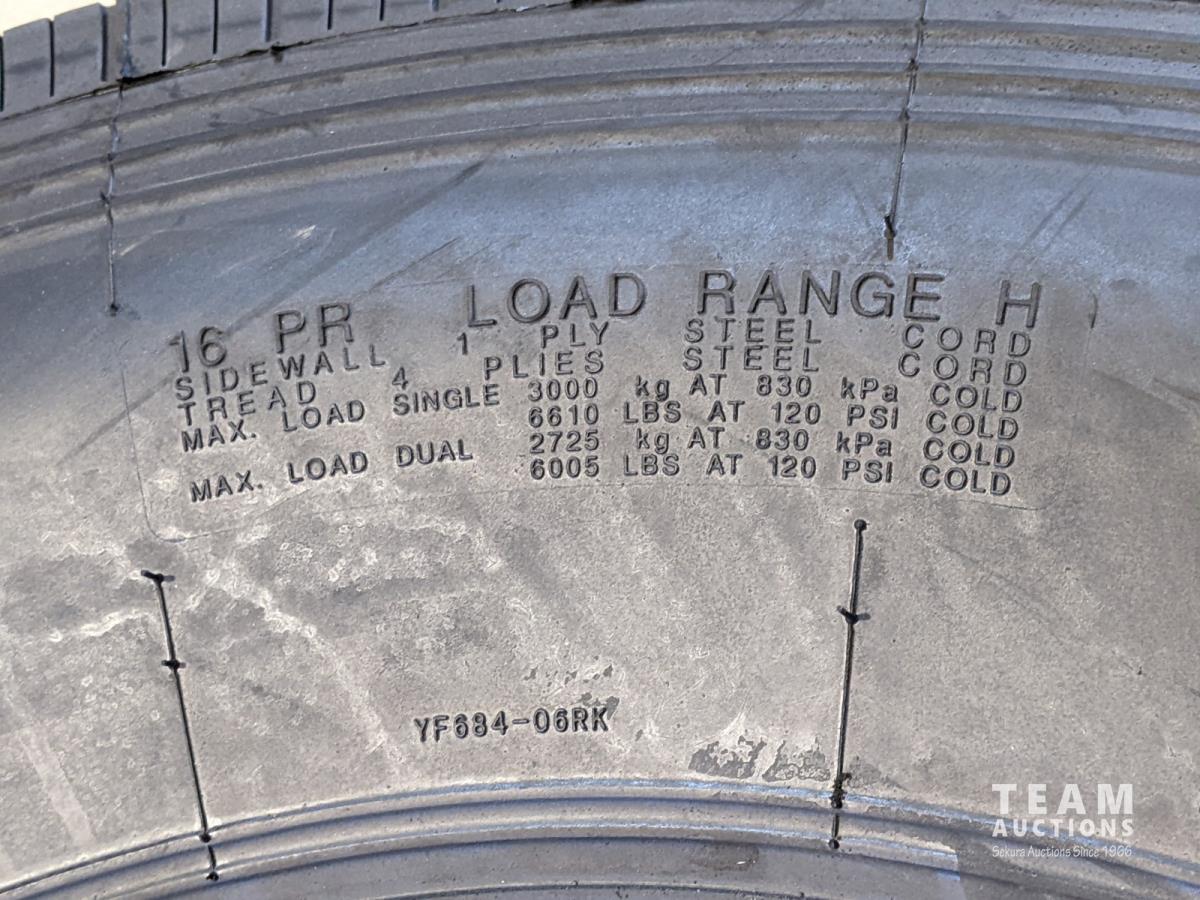 16 PR LOAD RANGE H
SIDEWALL 1 PLY STEEL CORD
TREAD 4 PLIES STEEL CORD
MAX. LOAD SINGLE 3000 kg AT 830 kPa COLD
6610 LBS AT 120 PSI COLD
MAX. LOAD DUAL 2725 kg AT 830 kPa COLD
6005 LBS AT 120 PSI COLD
YF684-06RK
TEAM
AUCTIONS
Sekura Auctions Since 1966